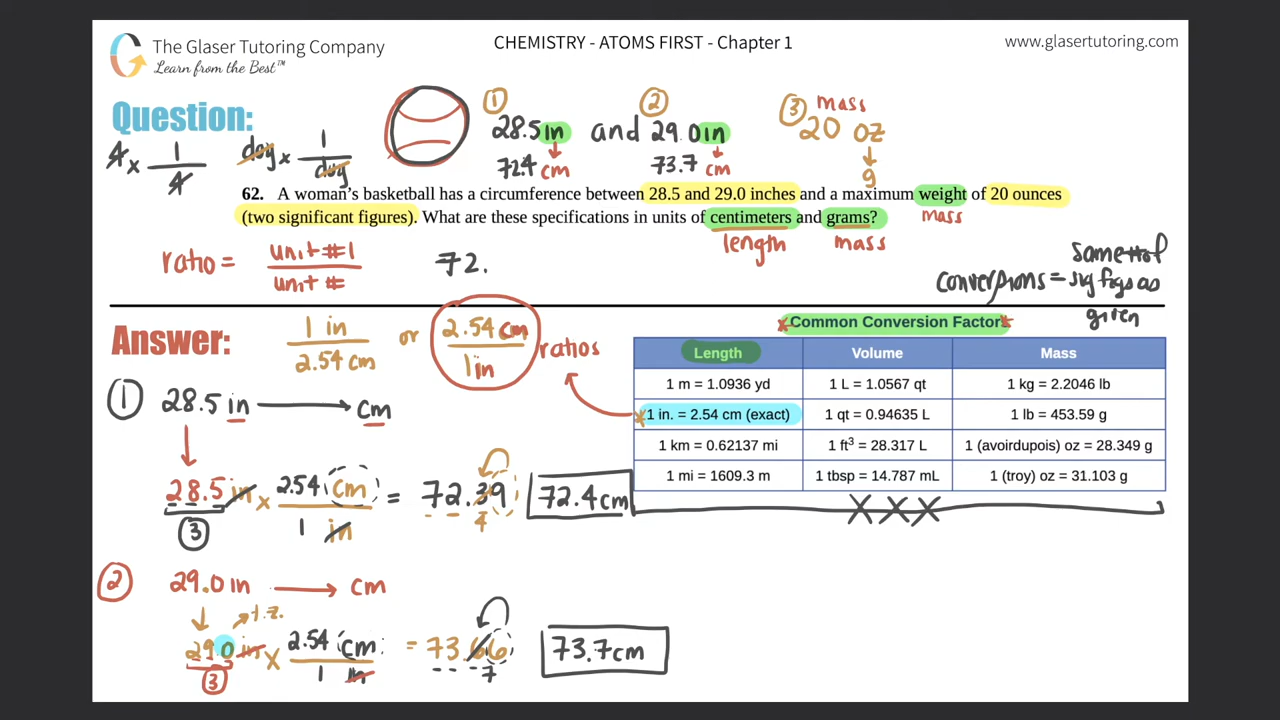 The Glaser Tutoring Company
Learn from the Best™
CHEMISTRY - ATOMS FIRST - Chapter 1
www.glasertutoring.com
Question:
① ② ③ mass
28.5 in and 29.0 in 20 oz
72.4 cm 73.7 cm g
4 x 1/4 dog x 1/dog
62. A woman's basketball has a circumference between 28.5 and 29.0 inches and a maximum weight of 20 ounces
(two significant figures). What are these specifications in units of centimeters and grams?
mass
length mass
ratio = unit #1 / unit #
72.
conversions = same # of sig figs as given
Answer:
1 in / 2.54 cm or 2.54 cm / 1 in ratios
x Common Conversion Factors x
Length Volume Mass
1 m = 1.0936 yd 1 L = 1.0567 qt 1 kg = 2.2046 lb
x 1 in. = 2.54 cm (exact) 1 qt = 0.94635 L 1 lb = 453.59 g
1 km = 0.62137 mi 1 ft³ = 28.317 L 1 (avoirdupois) oz = 28.349 g
1 mi = 1609.3 m 1 tbsp = 14.787 mL 1 (troy) oz = 31.103 g
X X X
① 28.5 in → cm
28.5 in x 2.54 cm / 1 in = 72.39 72.4 cm
③ 4
② 29.0 in → cm
t.z.
29.0 in x 2.54 cm / 1 in = 73.66 73.7 cm
③ 7